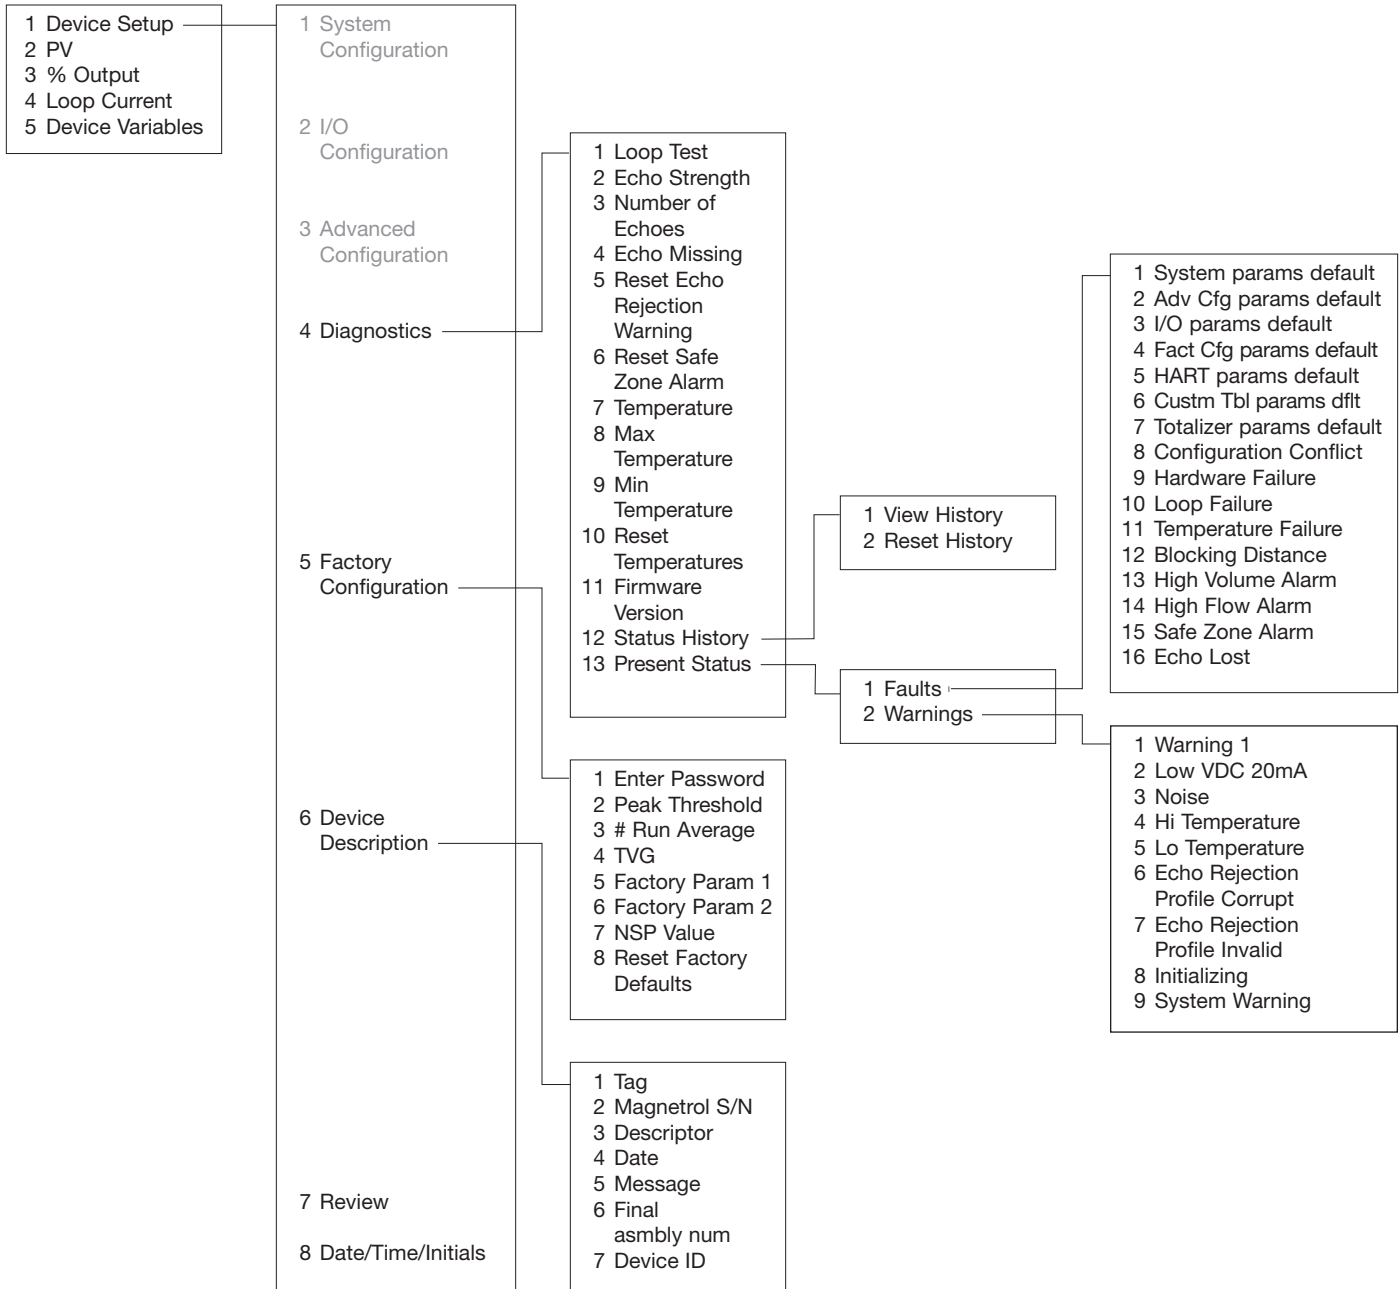 1 Device Setup
2 PV
3 % Output
4 Loop Current
5 Device Variables
1 System
Configuration
2 I/O
Configuration
3 Advanced
Configuration
4 Diagnostics
5 Factory
Configuration
6 Device
Description
7 Review
8 Date/Time/Initials
1 Loop Test
2 Echo Strength
3 Number of
Echoes
4 Echo Missing
5 Reset Echo
Rejection
Warning
6 Reset Safe
Zone Alarm
7 Temperature
8 Max
Temperature
9 Min
Temperature
10 Reset
Temperatures
11 Firmware
Version
12 Status History
13 Present Status
1 Enter Password
2 Peak Threshold
3 # Run Average
4 TVG
5 Factory Param 1
6 Factory Param 2
7 NSP Value
8 Reset Factory
Defaults
1 Tag
2 Magnetrol S/N
3 Descriptor
4 Date
5 Message
6 Final
asmbly num
7 Device ID
1 View History
2 Reset History
1 Faults
2 Warnings
1 System params default
2 Adv Cfg params default
3 I/O params default
4 Fact Cfg params default
5 HART params default
6 Custm Tbl params dflt
7 Totalizer params default
8 Configuration Conflict
9 Hardware Failure
10 Loop Failure
11 Temperature Failure
12 Blocking Distance
13 High Volume Alarm
14 High Flow Alarm
15 Safe Zone Alarm
16 Echo Lost
1 Warning 1
2 Low VDC 20mA
3 Noise
4 Hi Temperature
5 Lo Temperature
6 Echo Rejection
Profile Corrupt
7 Echo Rejection
Profile Invalid
8 Initializing
9 System Warning